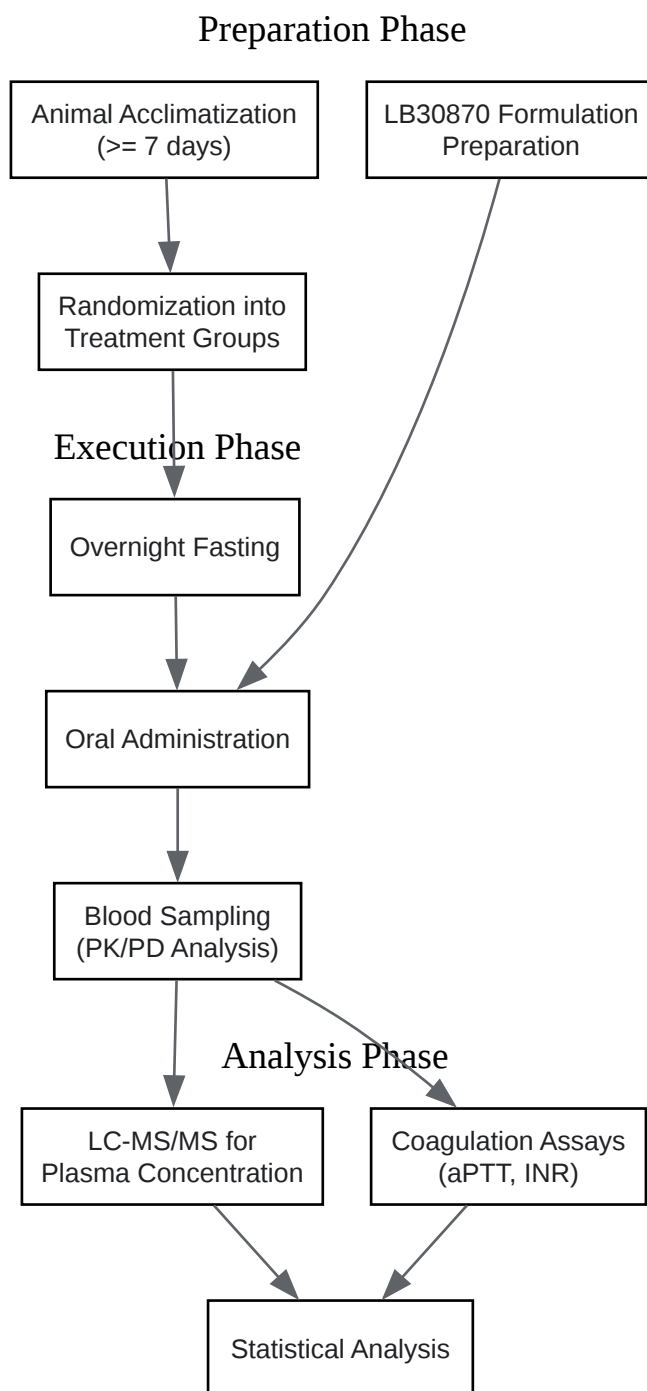 Preparation Phase
Animal Acclimatization
(>= 7 days)
LB30870 Formulation
Preparation
Randomization into
Treatment Groups
Execution Phase
Overnight Fasting
Oral Administration
Blood Sampling
(PK/PD Analysis)
Analysis Phase
LC-MS/MS for
Plasma Concentration
Coagulation Assays
(aPTT, INR)
Statistical Analysis